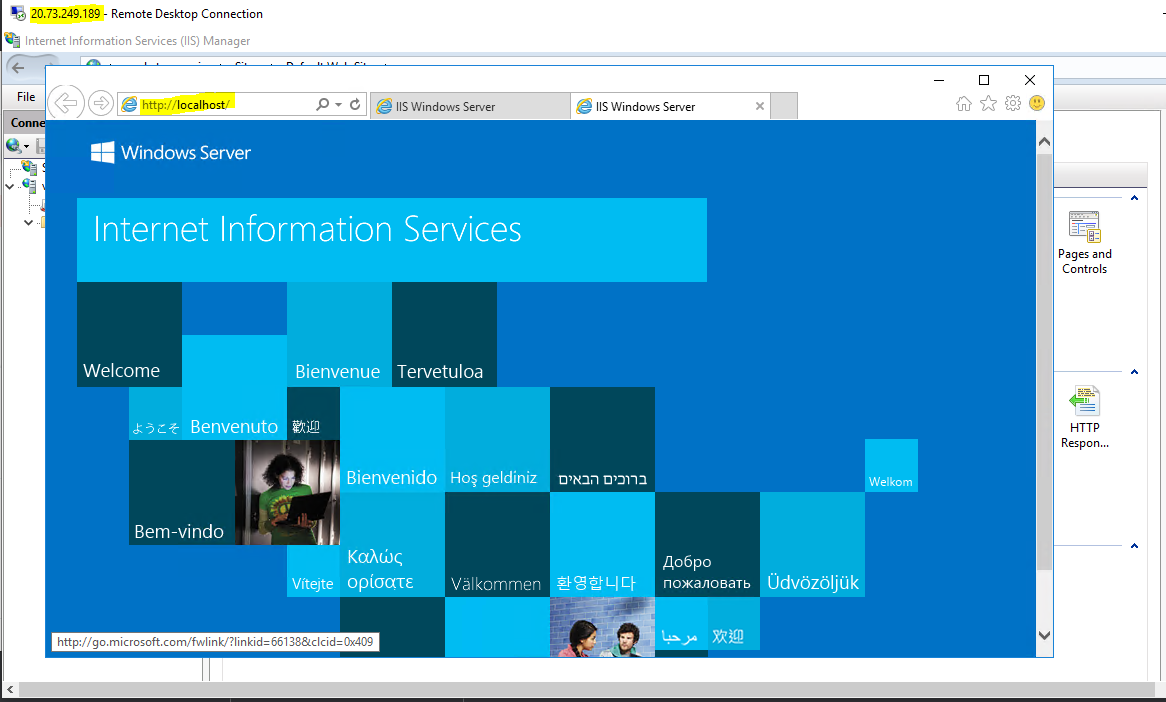 20.73.249.189 - Remote Desktop Connection
Internet Information Services (IIS) Manager
File
http://localhost/
IIS Windows Server
IIS Windows Server
Conne
Windows Server
Internet Information Services
Pages and
Controls
Welcome
Bienvenue
Tervetuloa
ようこそ
Benvenuto
歡迎
HTTP
Respon...
Bienvenido
Hoş geldiniz
ברוכים הבאים
Welkom
Bem-vindo
Vítejte
Καλώς
ορίσατε
Välkommen
환영합니다
Добро
пожаловать
Üdvözöljük
مرحبا
欢迎
http://go.microsoft.com/fwlink/?linkid=66138&clcid=0x409